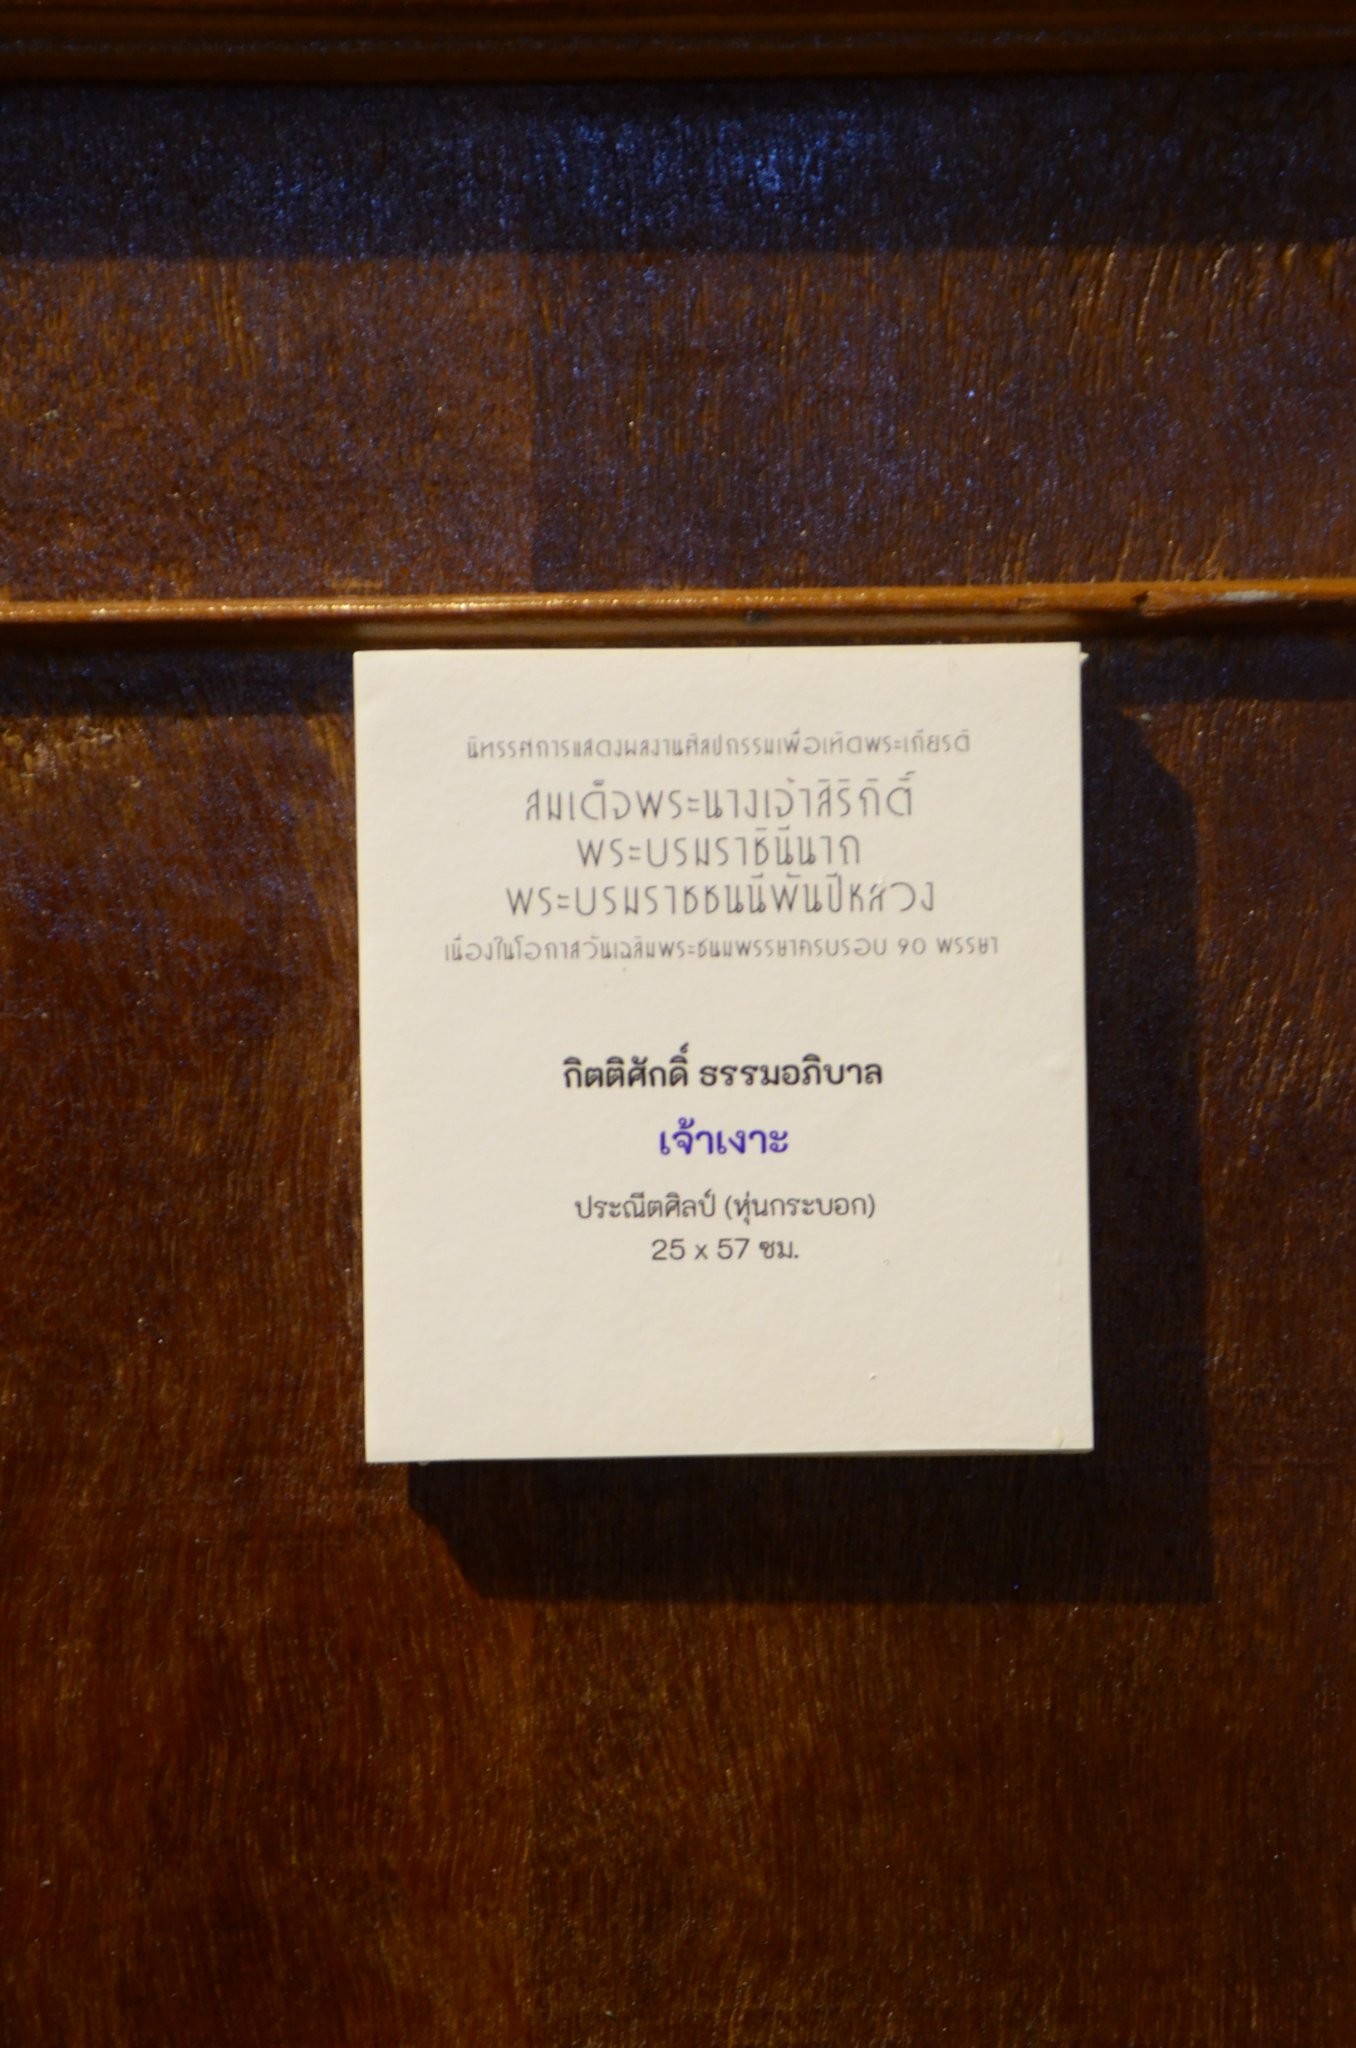 นิทรรศการแสดงผลงานศิลปกรรมเพื่อเทิดพระเกียรติ
สมเด็จพระนางเจ้าสิริกิติ์
พระบรมราชินีนาถ
พระบรมราชชนนีพันปีหลวง
เนื่องในโอกาสวันเฉลิมพระชนมพรรษาครบรอบ 90 พรรษา
กิตติศักดิ์ ธรรมอภิบาล
เจ้าเงาะ
ประณีตศิลป์ (หุ่นกระบอก)
25 x 57 ซม.